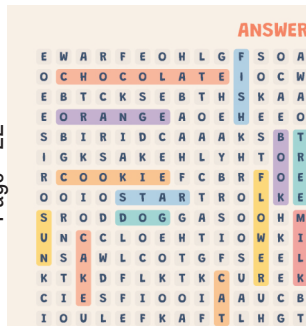 ANSWER
E W A R F E O H L G F S O A
O C H O C O L A T E I O C W
E B T C K S E B T H S K A A
E O R A N G E A O E H E E O
S B I R I D C A A A K S B T
I G K S A K E H L Y H T O R
R C O O K I E F C B R F O E
O O I O S T A R T R O L K E
S R O D D O G G A S O O H M
U N C C L O E H T I O W K I
N S A W L C O T G F S E E L
K T K D F L K T K C U R E K
C I E S F I O O I A A U C B
I O U L E F K A F T L H G T